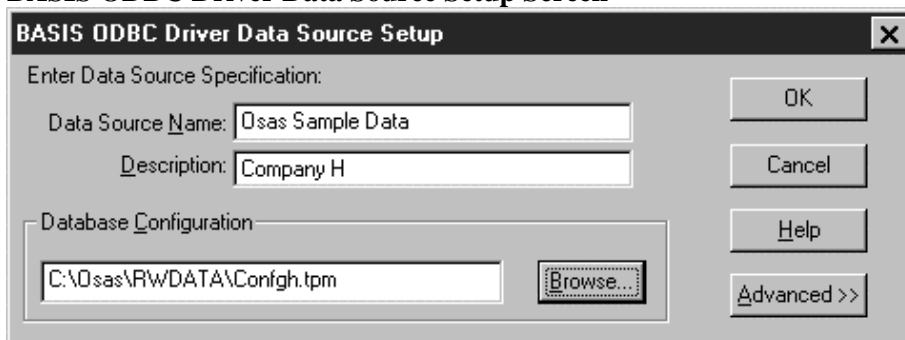 BASIS ODBC Driver Data Source Setup Screen
BASIS ODBC Driver Data Source Setup
Enter Data Source Specification:
OK
Data Source Name: Osas Sample Data
Description: Company H
Cancel
Database Configuration
Help
C:\Osas\RWDATA\Confgh.tpm
Browse...
Advanced >>